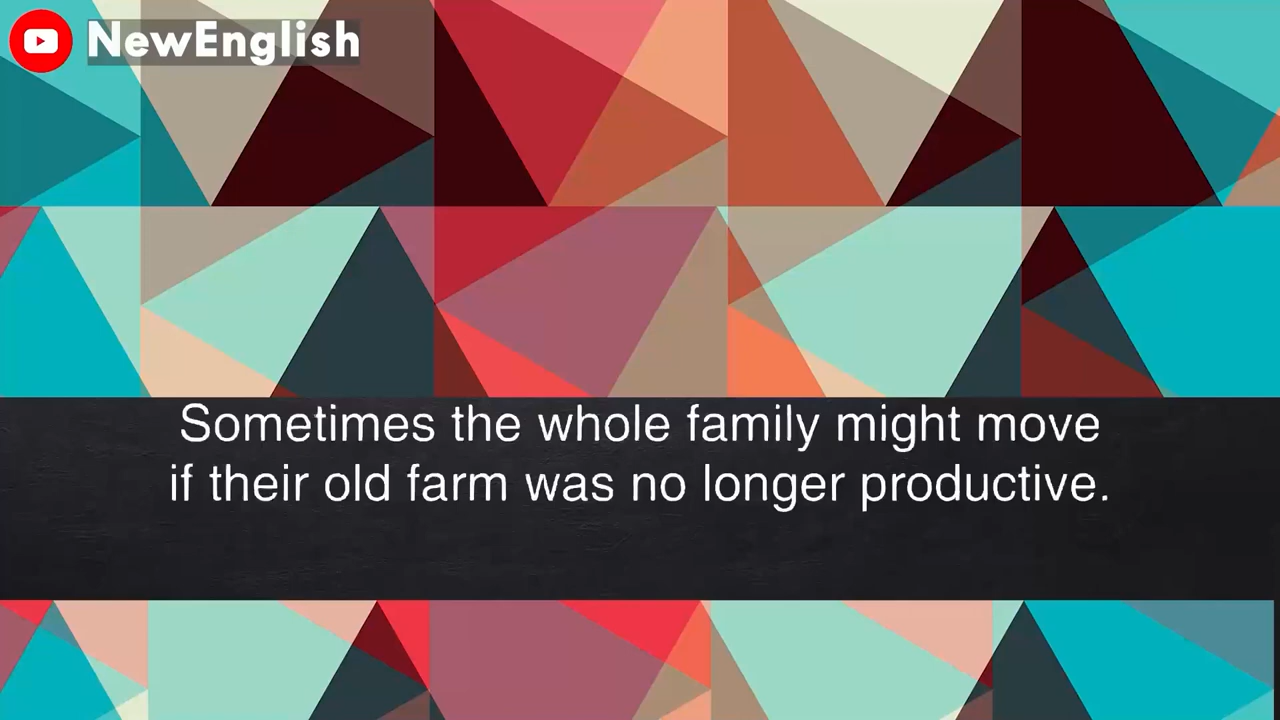 NewEnglish
Sometimes the whole family might move
if their old farm was no longer productive.